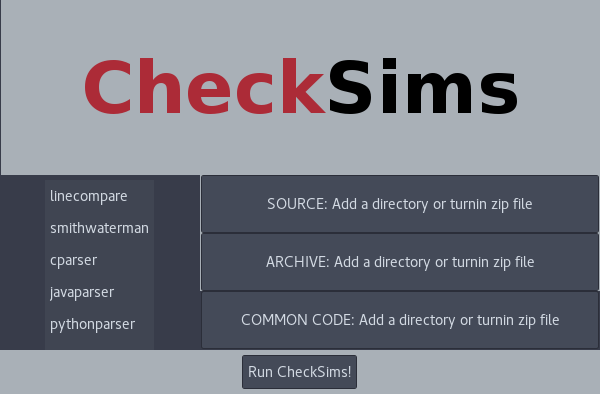 CheckSims
linecompare
smithwaterman
cparser
javaparser
pythonparser
SOURCE: Add a directory or turnin zip file
ARCHIVE: Add a directory or turnin zip file
COMMON CODE: Add a directory or turnin zip file
Run CheckSims!